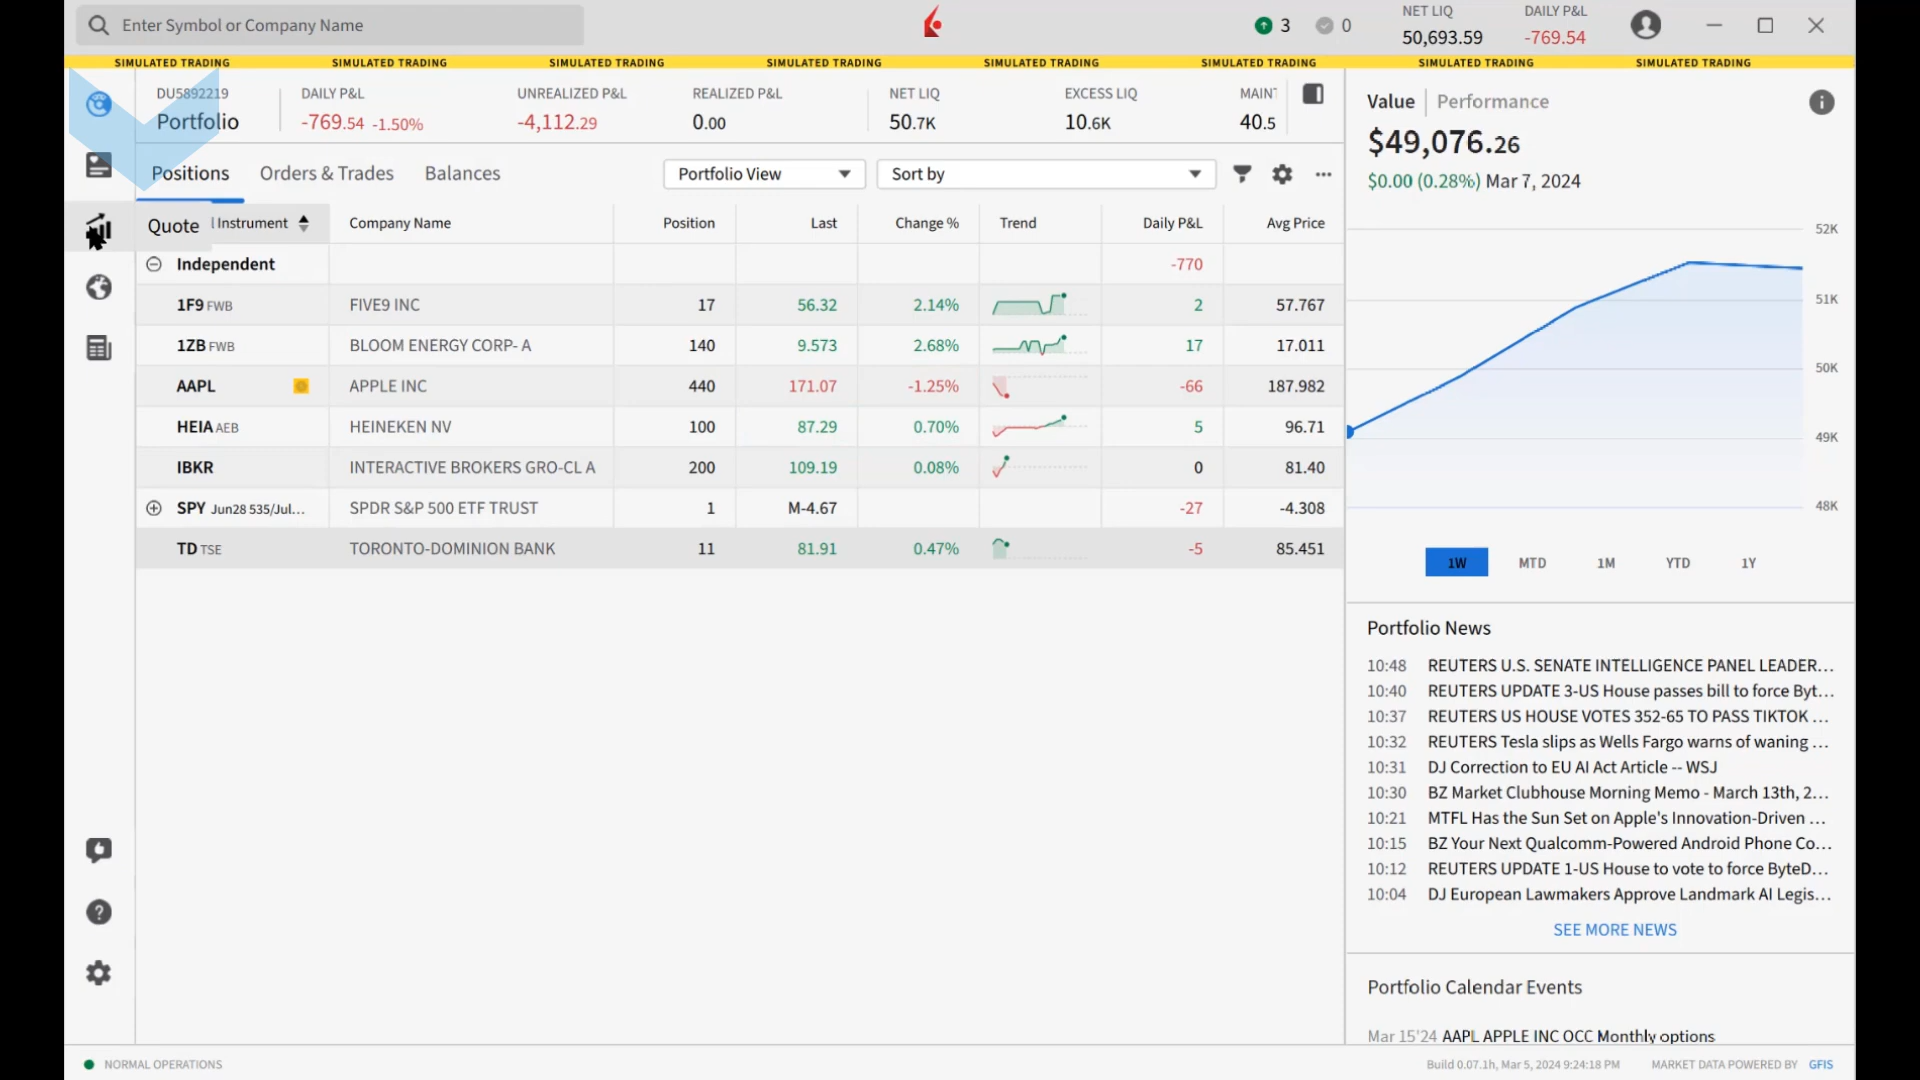 Enter Symbol or Company Name
3
0
NET LIQ
50,693.59
DAILY P&L
-769.54
SIMULATED TRADING SIMULATED TRADING SIMULATED TRADING SIMULATED TRADING SIMULATED TRADING SIMULATED TRADING SIMULATED TRADING SIMULATED TRADING
DU5892219
Portfolio
DAILY P&L
-769.54 -1.50%
UNREALIZED P&L
-4,112.29
REALIZED P&L
0.00
NET LIQ
50.7K
EXCESS LIQ
10.6K
MAINT
40.5
Positions Orders & Trades Balances Portfolio View Sort by
Quote
Instrument Company Name Position Last Change % Trend Daily P&L Avg Price
Independent -770
1F9 FWB FIVE9 INC 17 56.32 2.14% 2 57.767
1ZB FWB BLOOM ENERGY CORP- A 140 9.573 2.68% 17 17.011
AAPL APPLE INC 440 171.07 -1.25% -66 187.982
HEIA AEB HEINEKEN NV 100 87.29 0.70% 5 96.71
IBKR INTERACTIVE BROKERS GRO-CL A 200 109.19 0.08% 0 81.40
SPY Jun28 535/Jul... SPDR S&P 500 ETF TRUST 1 M-4.67 -27 -4.308
TD TSE TORONTO-DOMINION BANK 11 81.91 0.47% -5 85.451
Value Performance
$49,076.26
$0.00 (0.28%) Mar 7, 2024
52K
51K
50K
49K
48K
1W MTD 1M YTD 1Y
Portfolio News
10:48 REUTERS U.S. SENATE INTELLIGENCE PANEL LEADER...
10:40 REUTERS UPDATE 3-US House passes bill to force Byt...
10:37 REUTERS US HOUSE VOTES 352-65 TO PASS TIKTOK ...
10:32 REUTERS Tesla slips as Wells Fargo warns of waning ...
10:31 DJ Correction to EU AI Act Article -- WSJ
10:30 BZ Market Clubhouse Morning Memo - March 13th, 2...
10:21 MTFL Has the Sun Set on Apple's Innovation-Driven ...
10:15 BZ Your Next Qualcomm-Powered Android Phone Co...
10:12 REUTERS UPDATE 1-US House to vote to force ByteD...
10:04 DJ European Lawmakers Approve Landmark AI Legis...
SEE MORE NEWS
Portfolio Calendar Events
Mar 15'24 AAPL APPLE INC OCC Monthly options
NORMAL OPERATIONS
Build 0.07.1h, Mar 5, 2024 9:24:18 PM MARKET DATA POWERED BY GFIS